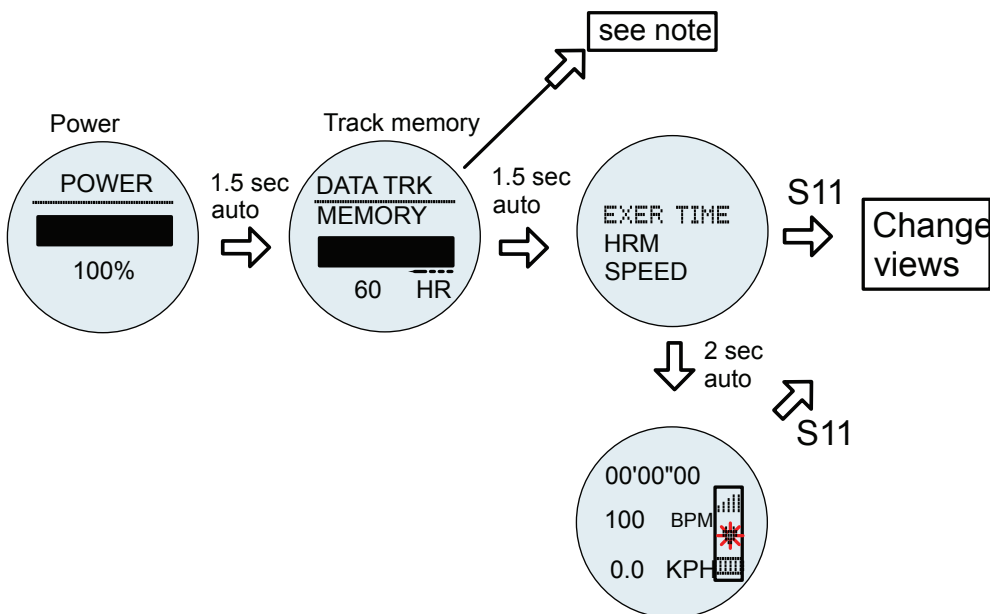 see note
Power
Track memory
POWER
100%
1.5 sec
auto
DATA TRK
MEMORY
60 HR
1.5 sec
auto
EXER TIME
HRM
SPEED
S11
Change
views
2 sec
auto
S11
00'00"00
100 BPM
0.0 KPH